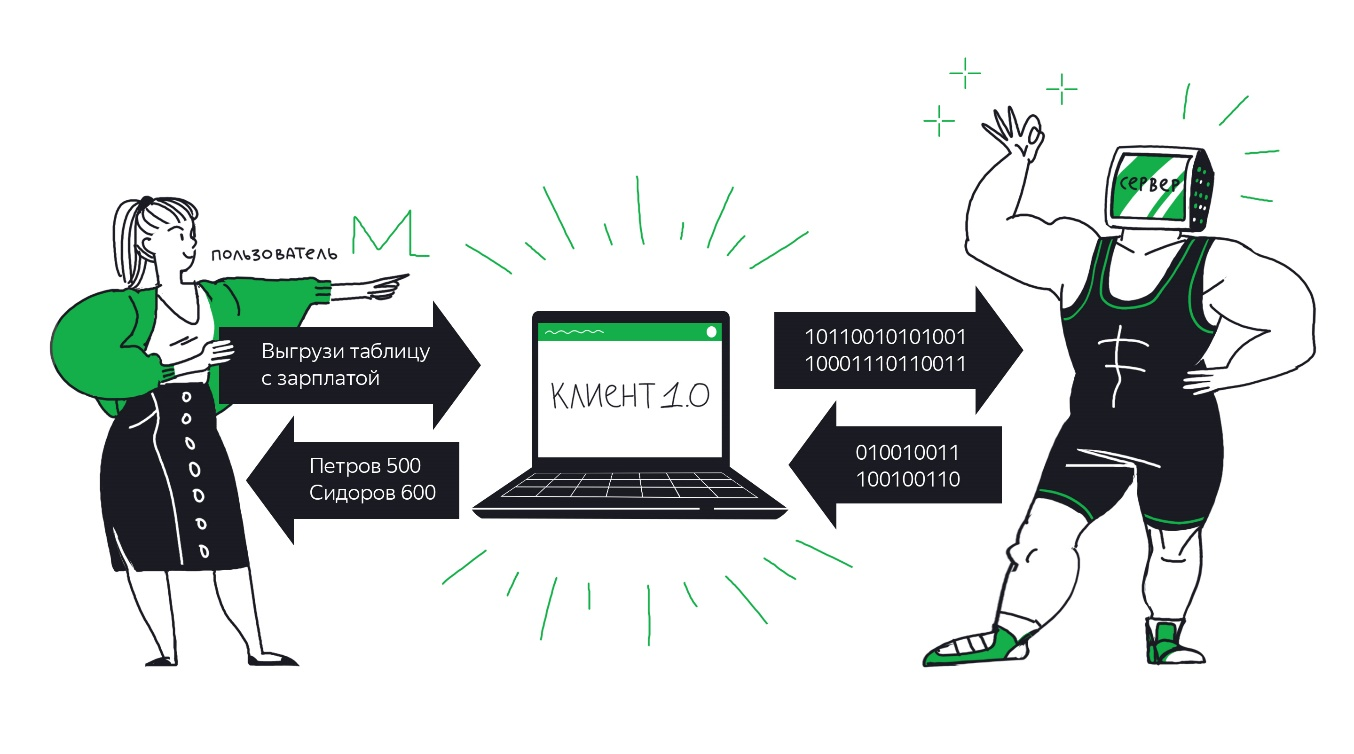 пользователь
Выгрузи таблицу
с зарплатой
Петров 500
Сидоров 600
клиент 1.0
10110010101001
10001110110011
010010011
100100110
сервер